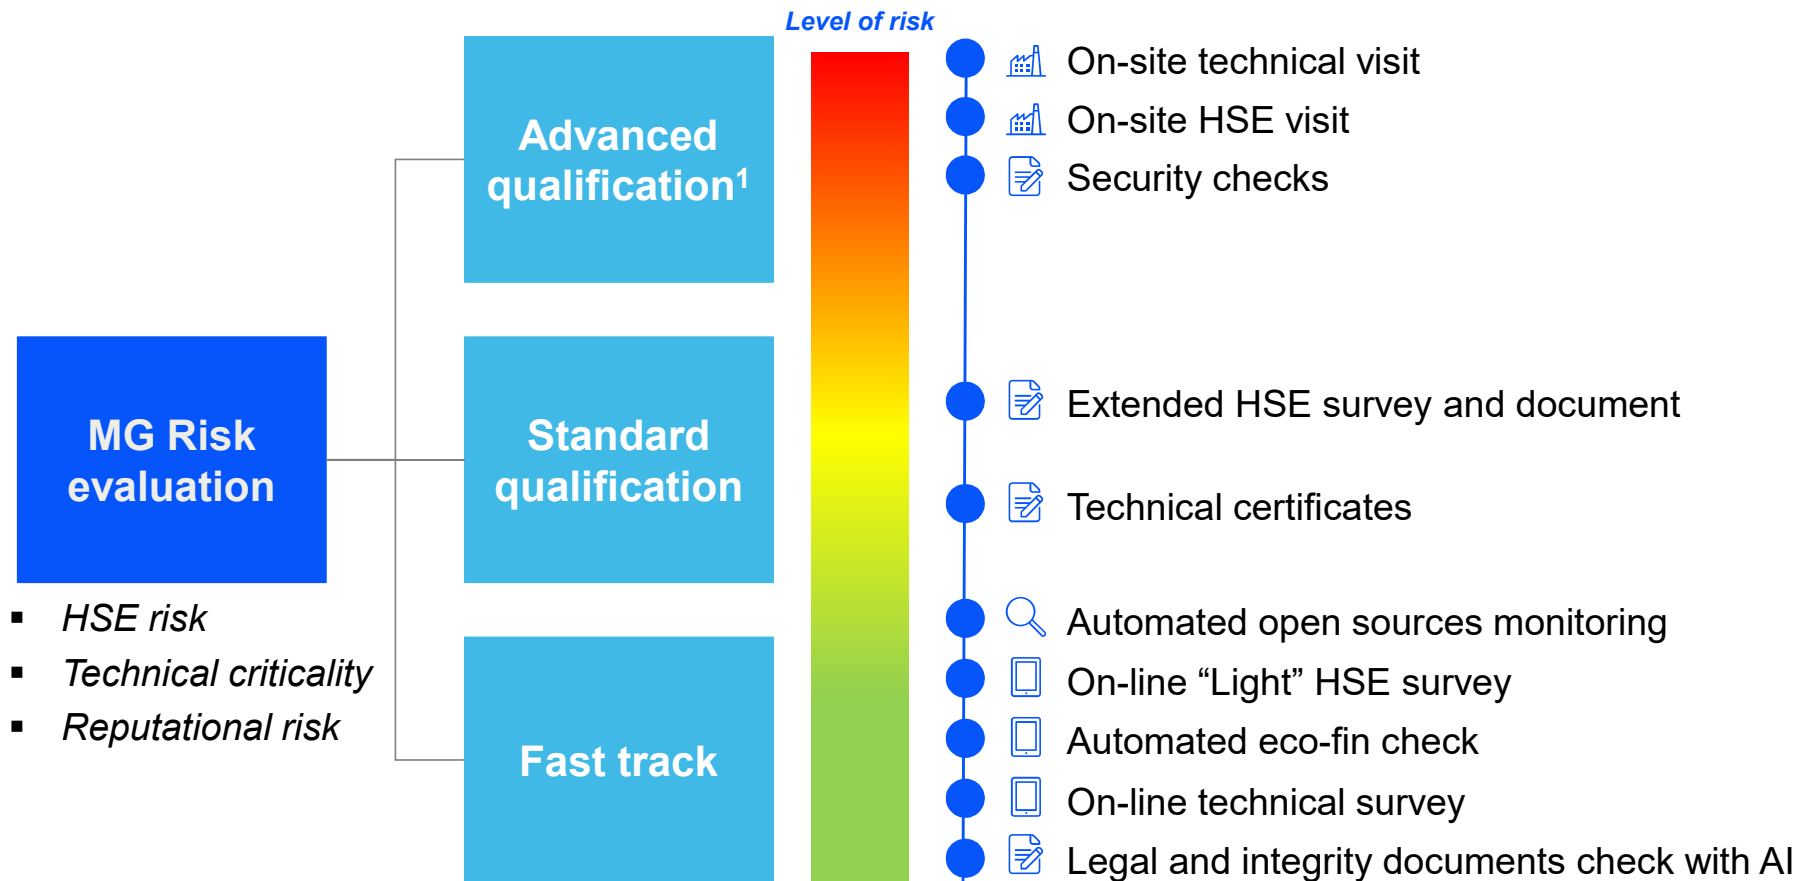 Level of risk
MG Risk
evaluation
▪ HSE risk
▪ Technical criticality
▪ Reputational risk
Advanced
qualification¹
Standard
qualification
Fast track
On-site technical visit
On-site HSE visit
Security checks
Extended HSE survey and document
Technical certificates
Automated open sources monitoring
On-line “Light” HSE survey
Automated eco-fin check
On-line technical survey
Legal and integrity documents check with AI